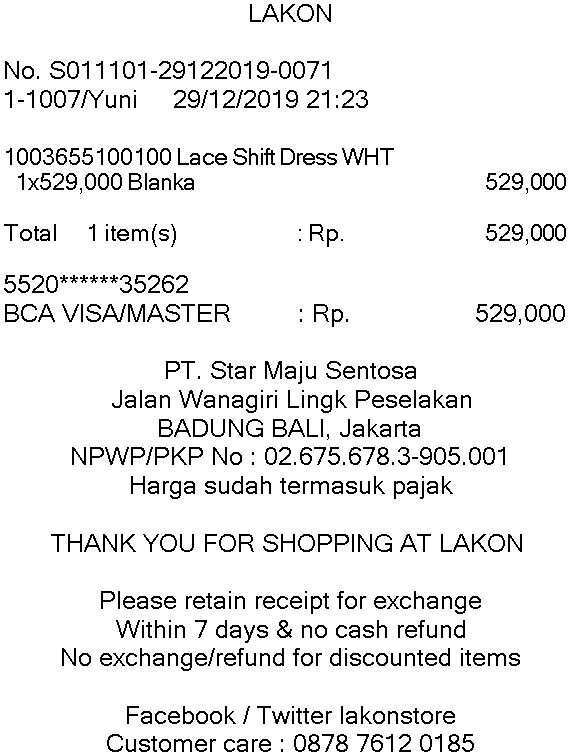 LAKON
No. S011101-29122019-0071
1-1007/Yuni 29/12/2019 21:23
1003655100100 Lace Shift Dress WHT
1x529,000 Blanka 529,000
Total 1 item(s) : Rp. 529,000
5520******35262
BCA VISA/MASTER : Rp. 529,000
PT. Star Maju Sentosa
Jalan Wanagiri Lingk Peselakan
BADUNG BALI, Jakarta
NPWP/PKP No : 02.675.678.3-905.001
Harga sudah termasuk pajak
THANK YOU FOR SHOPPING AT LAKON
Please retain receipt for exchange
Within 7 days & no cash refund
No exchange/refund for discounted items
Facebook / Twitter lakonstore
Customer care : 0878 7612 0185